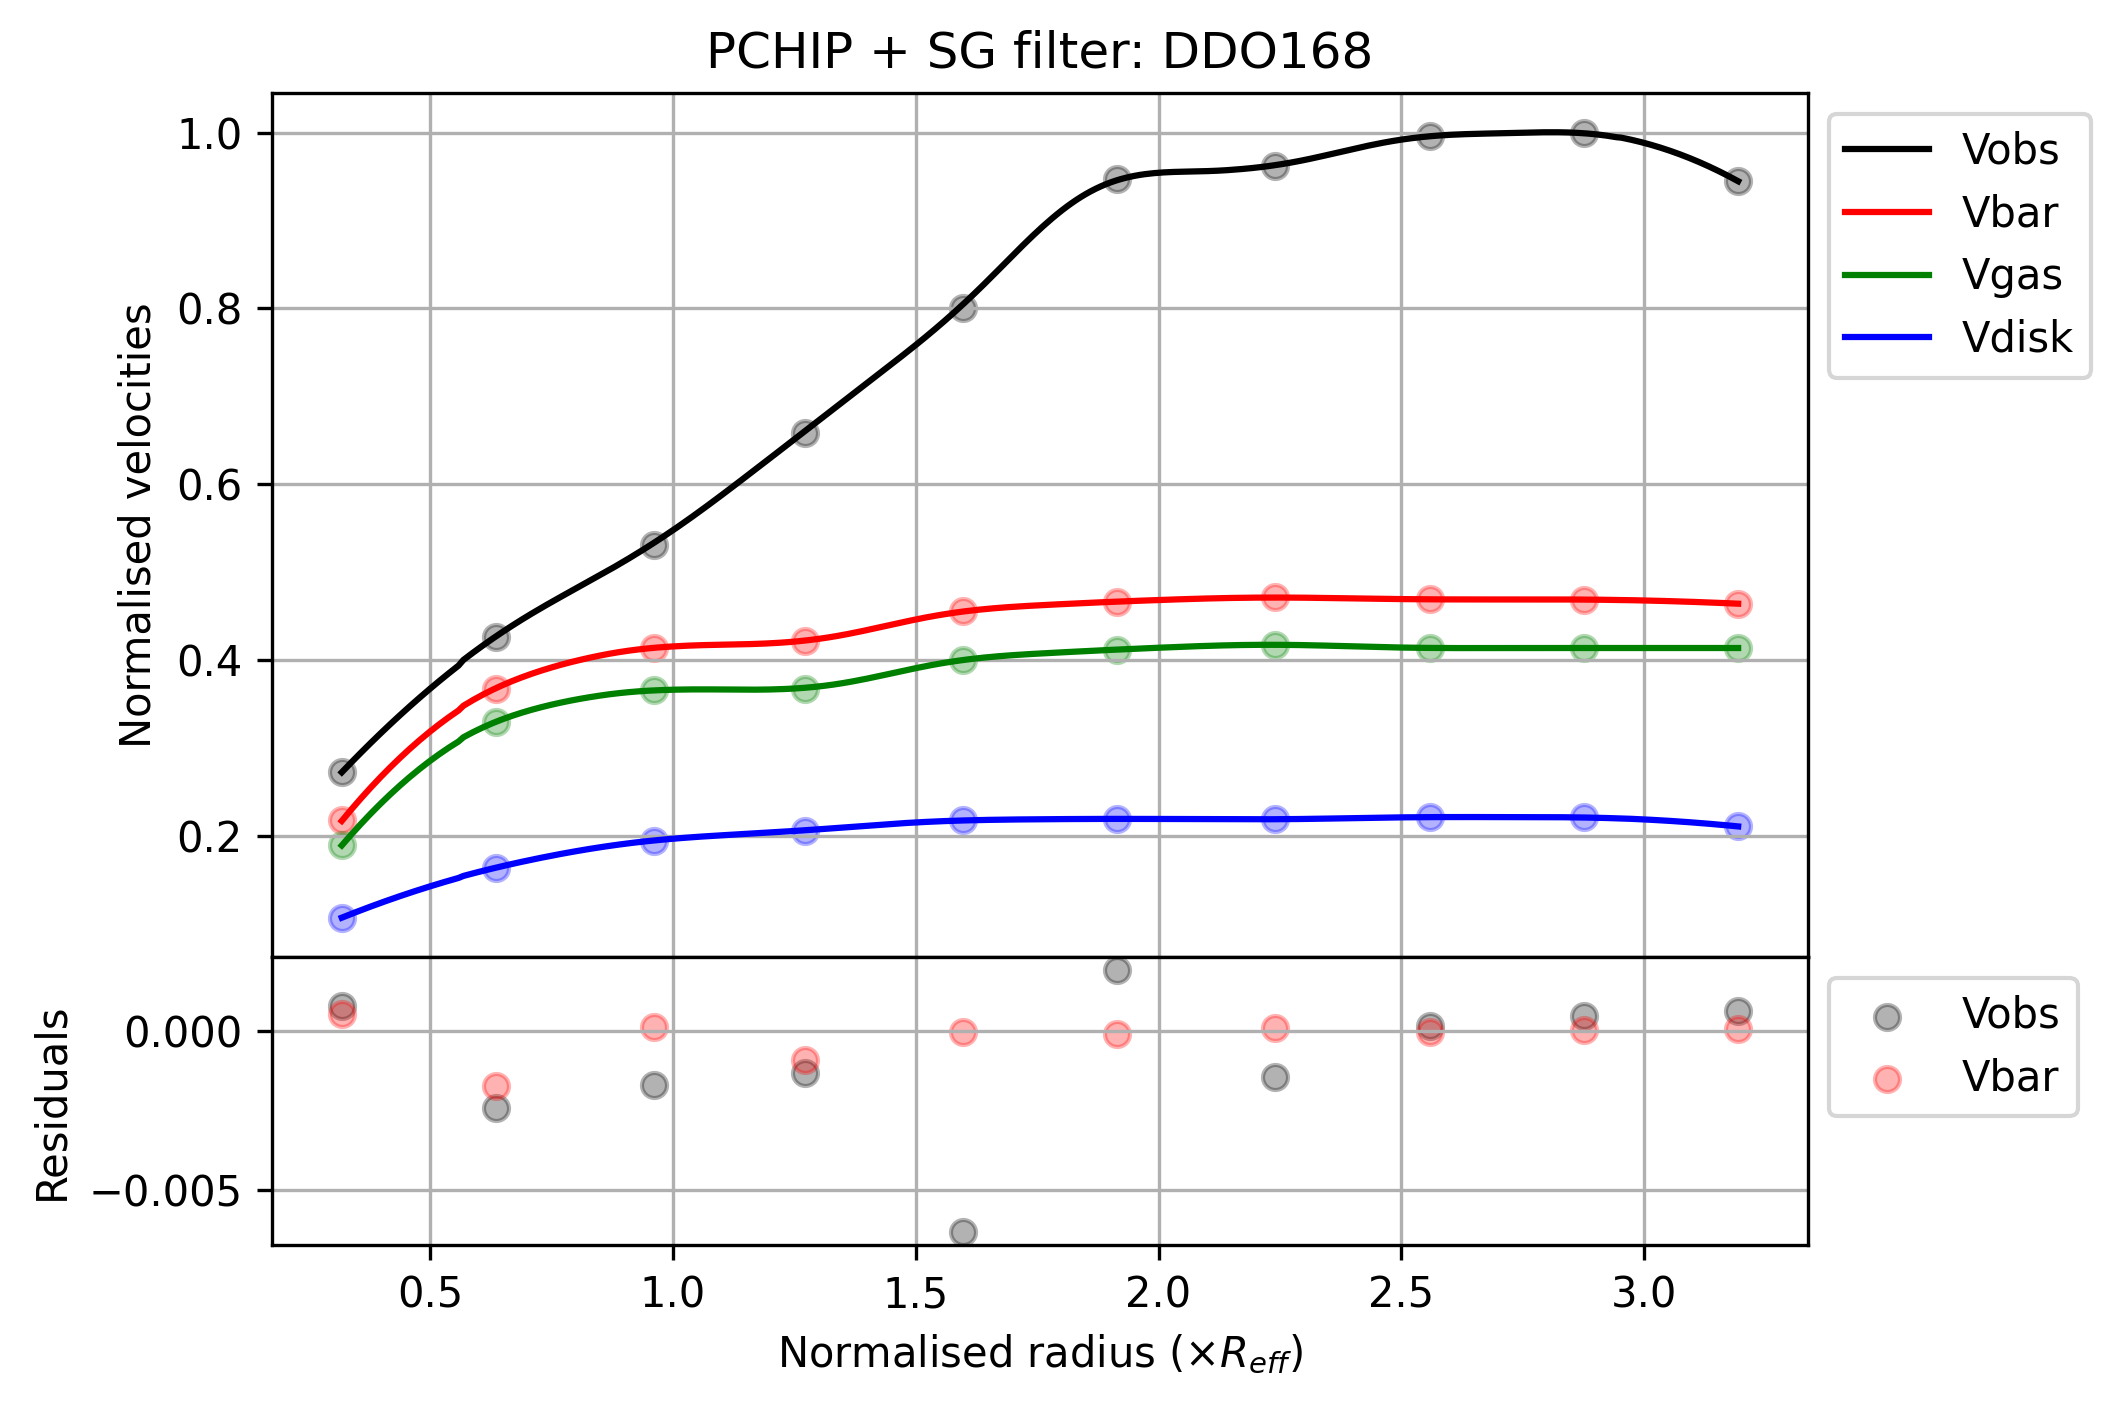 PCHIP + SG filter: DDO168
Normalised velocities
1.0
0.8
0.6
0.4
0.2
Vobs
Vbar
Vgas
Vdisk
Residuals
0.000
−0.005
Vobs
Vbar
0.5 1.0 1.5 2.0 2.5 3.0
Normalised radius (×R_eff)